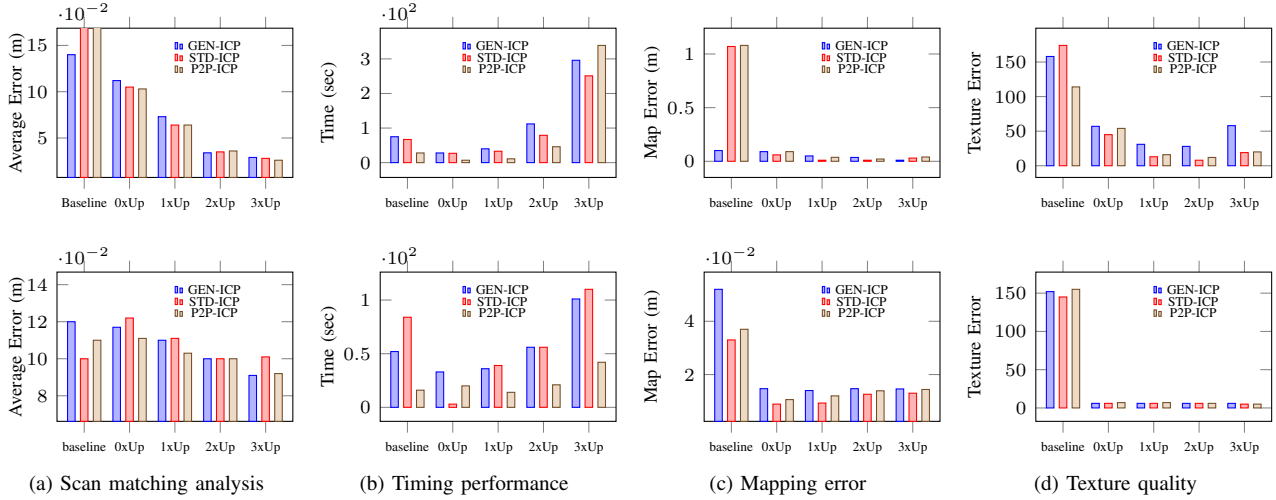 ·10⁻²
15
10
5
Average Error (m)
GEN-ICP
STD-ICP
P2P-ICP
Baseline 0xUp 1xUp 2xUp 3xUp
·10²
3
2
1
0
Time (sec)
GEN-ICP
STD-ICP
P2P-ICP
baseline 0xUp 1xUp 2xUp 3xUp
1
0.5
0
Map Error (m)
GEN-ICP
STD-ICP
P2P-ICP
baseline 0xUp 1xUp 2xUp 3xUp
150
100
50
0
Texture Error
GEN-ICP
STD-ICP
P2P-ICP
baseline 0xUp 1xUp 2xUp 3xUp
·10⁻²
14
12
10
8
Average Error (m)
GEN-ICP
STD-ICP
P2P-ICP
baseline 0xUp 1xUp 2xUp 3xUp
·10²
1
0.5
0
Time (sec)
GEN-ICP
STD-ICP
P2P-ICP
baseline 0xUp 1xUp 2xUp 3xUp
·10⁻²
4
2
Map Error (m)
GEN-ICP
STD-ICP
P2P-ICP
baseline 0xUp 1xUp 2xUp 3xUp
150
100
50
0
Texture Error
GEN-ICP
STD-ICP
P2P-ICP
baseline 0xUp 1xUp 2xUp 3xUp
(a) Scan matching analysis
(b) Timing performance
(c) Mapping error
(d) Texture quality